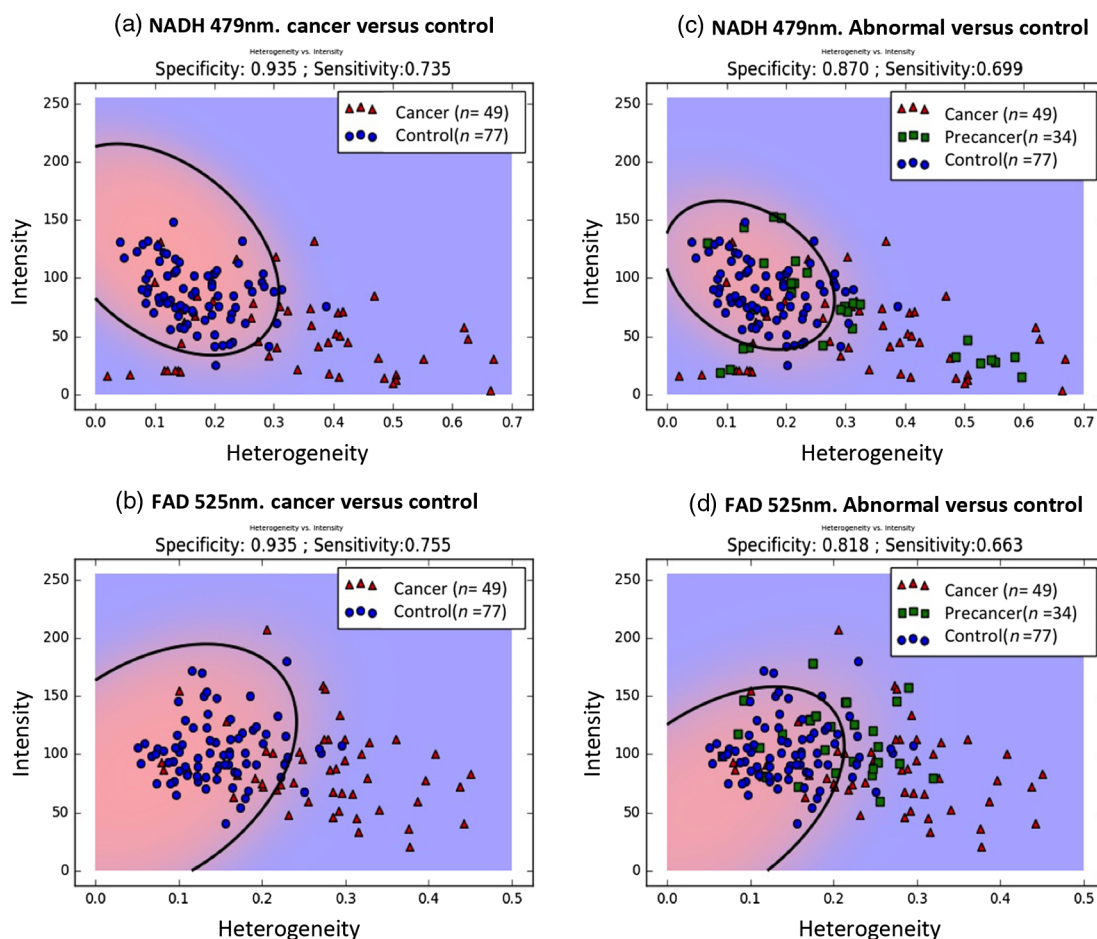 (a) NADH 479nm. cancer versus control
Heterogeneity vs. Intensity
Specificity: 0.935 ; Sensitivity:0.735
Cancer (n= 49)
Control(n =77)
250
200
150
100
50
0
Intensity
0.0 0.1 0.2 0.3 0.4 0.5 0.6 0.7
Heterogeneity
(c) NADH 479nm. Abnormal versus control
Heterogeneity vs. Intensity
Specificity: 0.870 ; Sensitivity:0.699
Cancer (n= 49)
Precancer(n =34)
Control(n =77)
250
200
150
100
50
0
Intensity
0.0 0.1 0.2 0.3 0.4 0.5 0.6 0.7
Heterogeneity
(b) FAD 525nm. cancer versus control
Heterogeneity vs. Intensity
Specificity: 0.935 ; Sensitivity:0.755
Cancer (n= 49)
Control(n =77)
250
200
150
100
50
0
Intensity
0.0 0.1 0.2 0.3 0.4 0.5
Heterogeneity
(d) FAD 525nm. Abnormal versus control
Heterogeneity vs. Intensity
Specificity: 0.818 ; Sensitivity:0.663
Cancer (n= 49)
Precancer(n =34)
Control(n =77)
250
200
150
100
50
0
Intensity
0.0 0.1 0.2 0.3 0.4 0.5
Heterogeneity